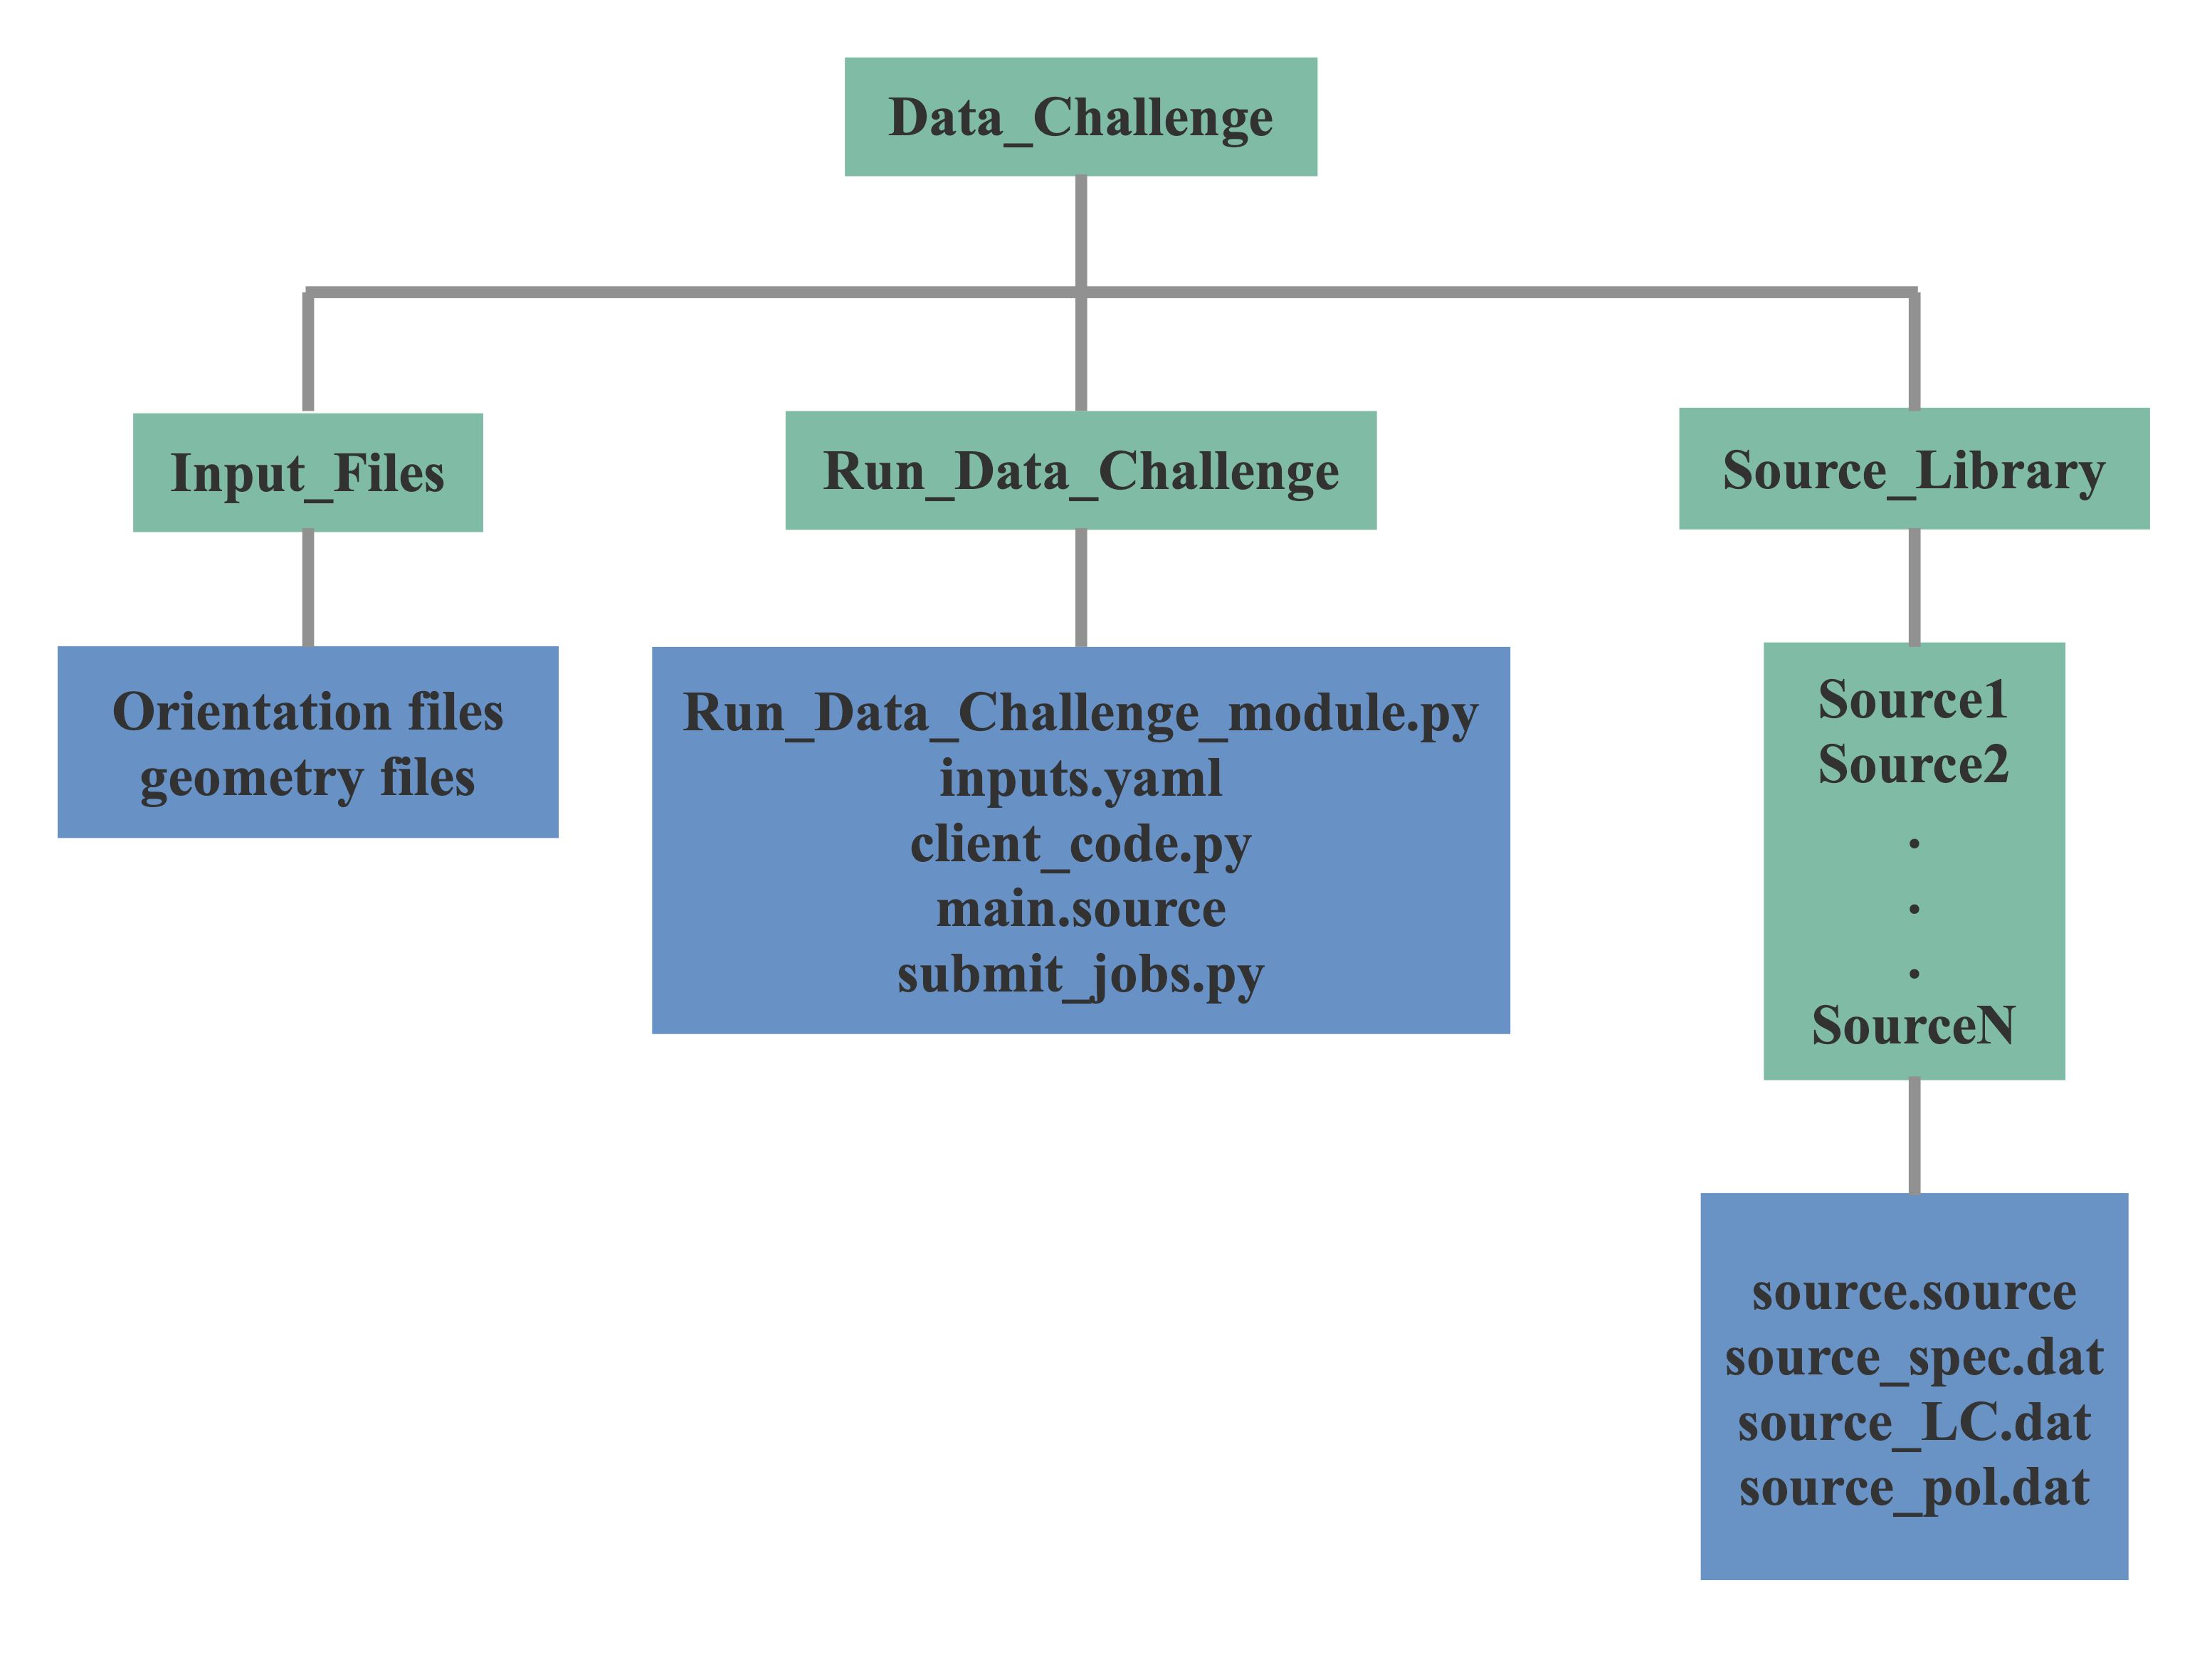 Data_Challenge
Input_Files
Run_Data_Challenge
Source_Library
Orientation files
geometry files
Run_Data_Challenge_module.py
inputs.yaml
client_code.py
main.source
submit_jobs.py
Source1
Source2
.
.
.
SourceN
source.source
source_spec.dat
source_LC.dat
source_pol.dat